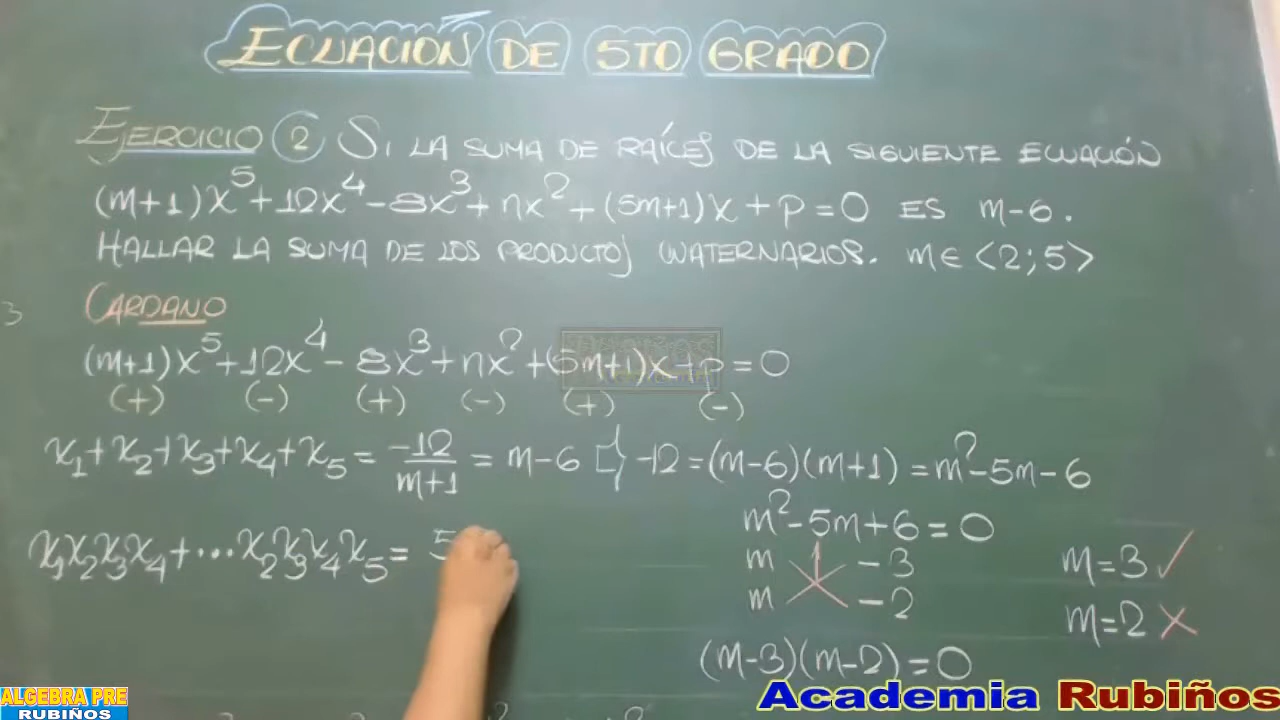 ECUACIÓN DE 5TO GRADO
EJERCICIO 2 SI LA SUMA DE RAÍCES DE LA SIGUIENTE ECUACIÓN
(m+1)x⁵+12x⁴-8x³+nx²+(5m+1)x+p=0 ES m-6.
HALLAR LA SUMA DE LOS PRODUCTOS CUATERNARIOS. m∈<2;5>
3
CARDANO
(m+1)x⁵+12x⁴-8x³+nx²+(5m+1)x+p=0
(+) (-) (+) (-) (+) (-)
x₁+x₂+x₃+x₄+x₅ = -12/(m+1) = m-6 -12=(m-6)(m+1)=m²-5m-6
m²-5m+6=0
x₁x₂x₃x₄+...x₂x₃x₄x₅= 5
m -3
m -2
m=3 ✓
m=2 ×
(m-3)(m-2)=0
ALGEBRA PRE
RUBIÑOS
Academia Rubiños